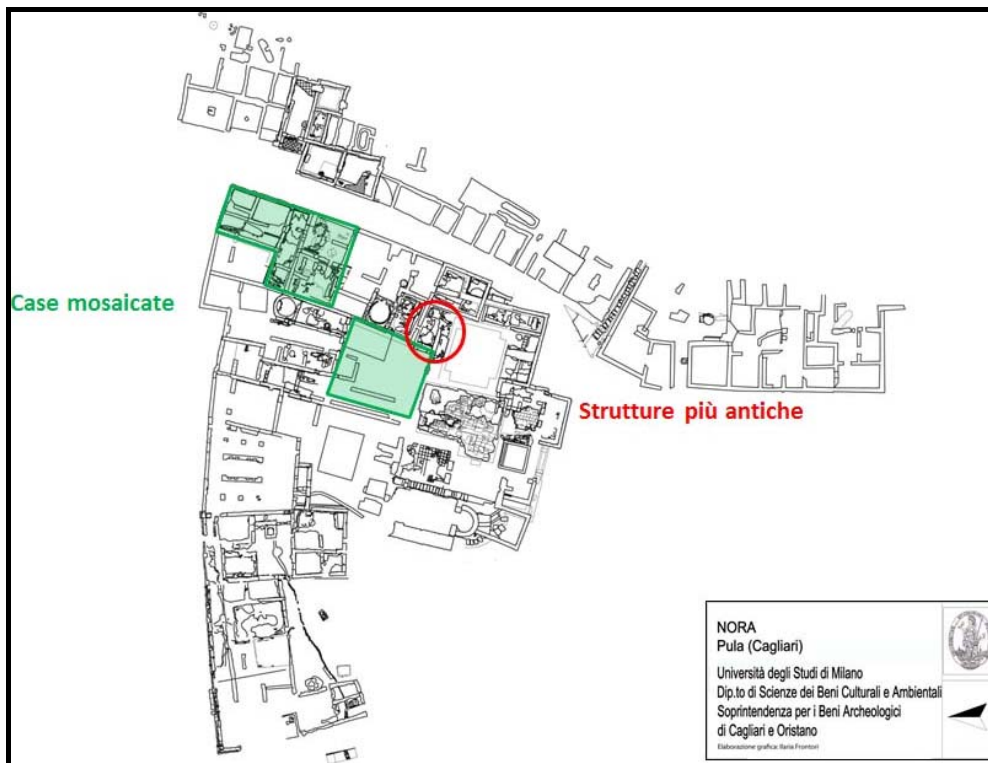 Case mosaicate
Strutture più antiche
NORA
Pula (Cagliari)
Università degli Studi di Milano
Dip.to di Scienze dei Beni Culturali e Ambientali
Soprintendenza per i Beni Archeologici
di Cagliari e Oristano
Elaborazione grafica: Ilaria Frontori